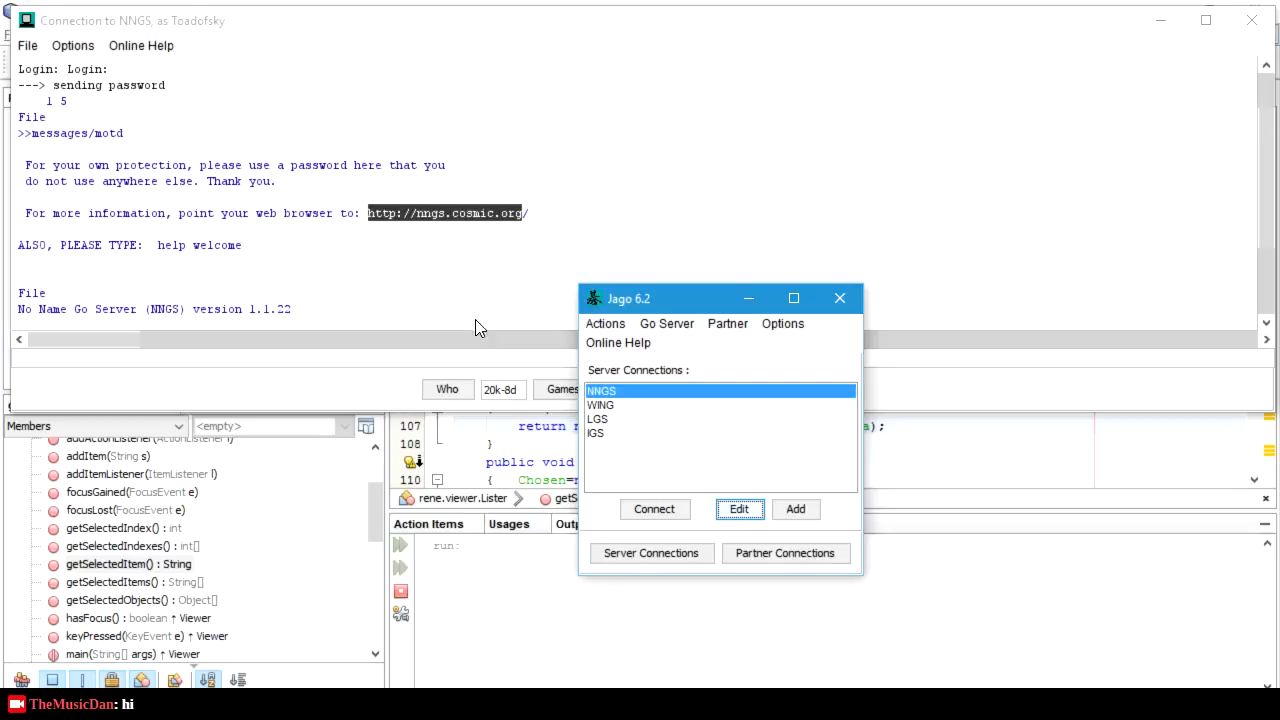 Connection to NNGS, as Toadofsky
File Options Online Help
Login: Login:
---> sending password
1 5
File
>>messages/motd
For your own protection, please use a password here that you
do not use anywhere else. Thank you.
For more information, point your web browser to: http://nngs.cosmic.org/
ALSO, PLEASE TYPE: help welcome
File
No Name Go Server (NNGS) version 1.1.22
Who 20k-8d Games
Jago 6.2
Actions Go Server Partner Options
Online Help
Server Connections :
NNGS
WING
LGS
IGS
Connect Edit Add
Server Connections Partner Connections
Members <empty>
addItem(String s)
addItemListener(ItemListener l)
focusGained(FocusEvent e)
focusLost(FocusEvent e)
getSelectedIndex() : int
getSelectedIndexes() : int[]
getSelectedItem() : String
getSelectedItems() : String[]
getSelectedObjects() : Object[]
hasFocus() : boolean ↑ Viewer
keyPressed(KeyEvent e) ↑ Viewer
main(String[] args) ↑ Viewer
107 return
);
108 }
public void
110 { Chosen=
rene.viewer.Lister
Action Items Usages
run:
TheMusicDan: hi